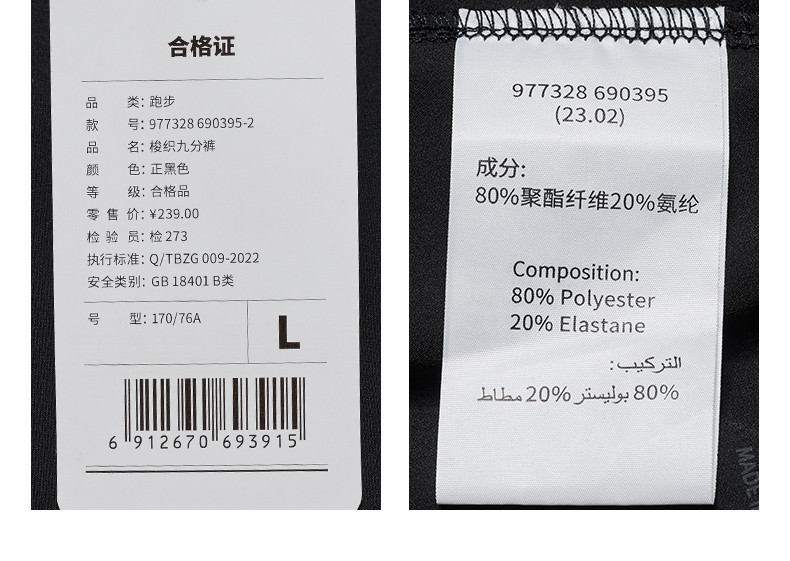 合格证
品 类: 跑步
款 号: 977328 690395-2
品 名: 梭织九分裤
颜 色: 正黑色
等 级: 合格品
零 售 价: ¥239.00
检 验 员: 检 273
执行标准: Q/TBZG 009-2022
安全类别: GB 18401 B类
号 型: 170/76A
L
6 912670 693915
977328 690395
(23.02)
成分:
80%聚酯纤维20%氨纶
Composition:
80% Polyester
20% Elastane
التركيب:
80% بوليستر 20% مطاط
MADE